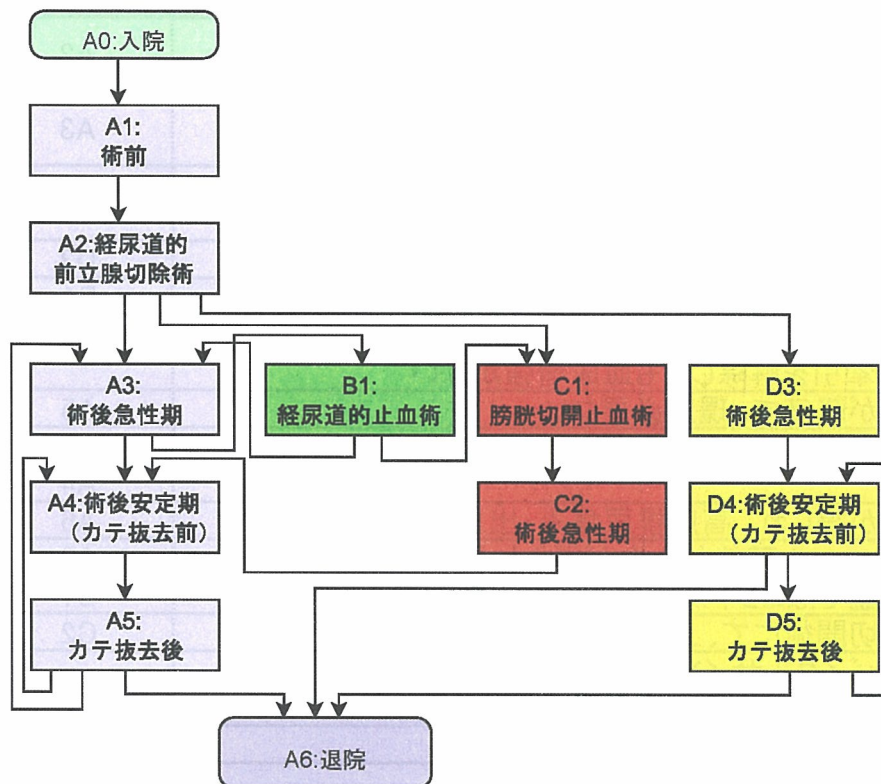 A0:入院
A1:
術前
A2:経尿道的
前立腺切除術
A3:
術後急性期
B1:
経尿道的止血術
C1:
膀胱切開止血術
D3:
術後急性期
A4:術後安定期
（カテ抜去前）
C2:
術後急性期
D4:術後安定期
（カテ抜去前）
A5:
カテ抜去後
D5:
カテ抜去後
A6:退院